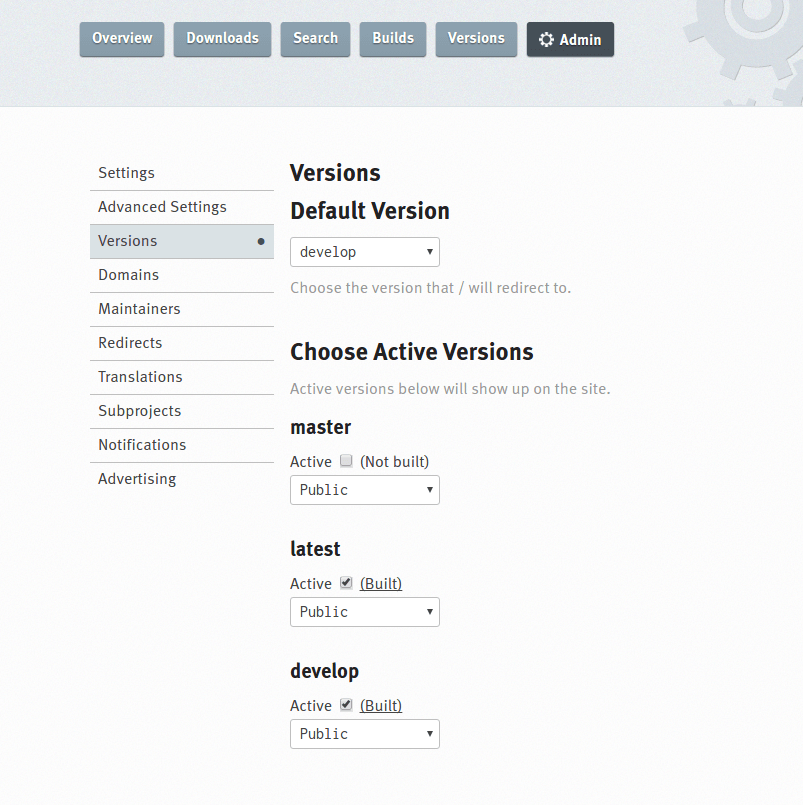 Overview Downloads Search Builds Versions Admin
Settings
Advanced Settings
Versions
Domains
Maintainers
Redirects
Translations
Subprojects
Notifications
Advertising
Versions
Default Version
develop
Choose the version that / will redirect to.
Choose Active Versions
Active versions below will show up on the site.
master
Active (Not built)
Public
latest
Active (Built)
Public
develop
Active (Built)
Public